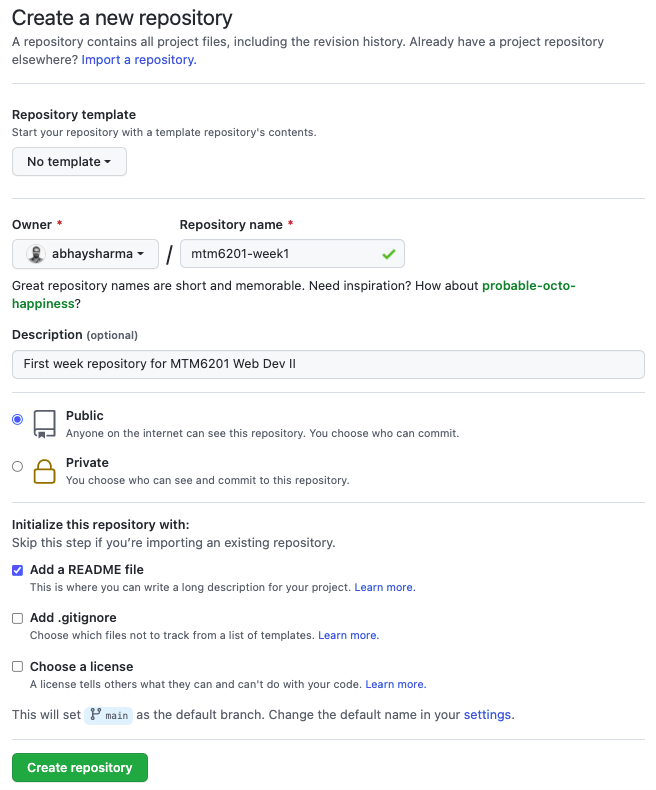 Create a new repository
A repository contains all project files, including the revision history. Already have a project repository
elsewhere? Import a repository.
Repository template
Start your repository with a template repository's contents.
No template
Owner * Repository name *
abhaysharma / mtm6201-week1
Great repository names are short and memorable. Need inspiration? How about probable-octo-
happiness?
Description (optional)
First week repository for MTM6201 Web Dev II
Public
Anyone on the internet can see this repository. You choose who can commit.
Private
You choose who can see and commit to this repository.
Initialize this repository with:
Skip this step if you’re importing an existing repository.
Add a README file
This is where you can write a long description for your project. Learn more.
Add .gitignore
Choose which files not to track from a list of templates. Learn more.
Choose a license
A license tells others what they can and can't do with your code. Learn more.
This will set main as the default branch. Change the default name in your settings.
Create repository